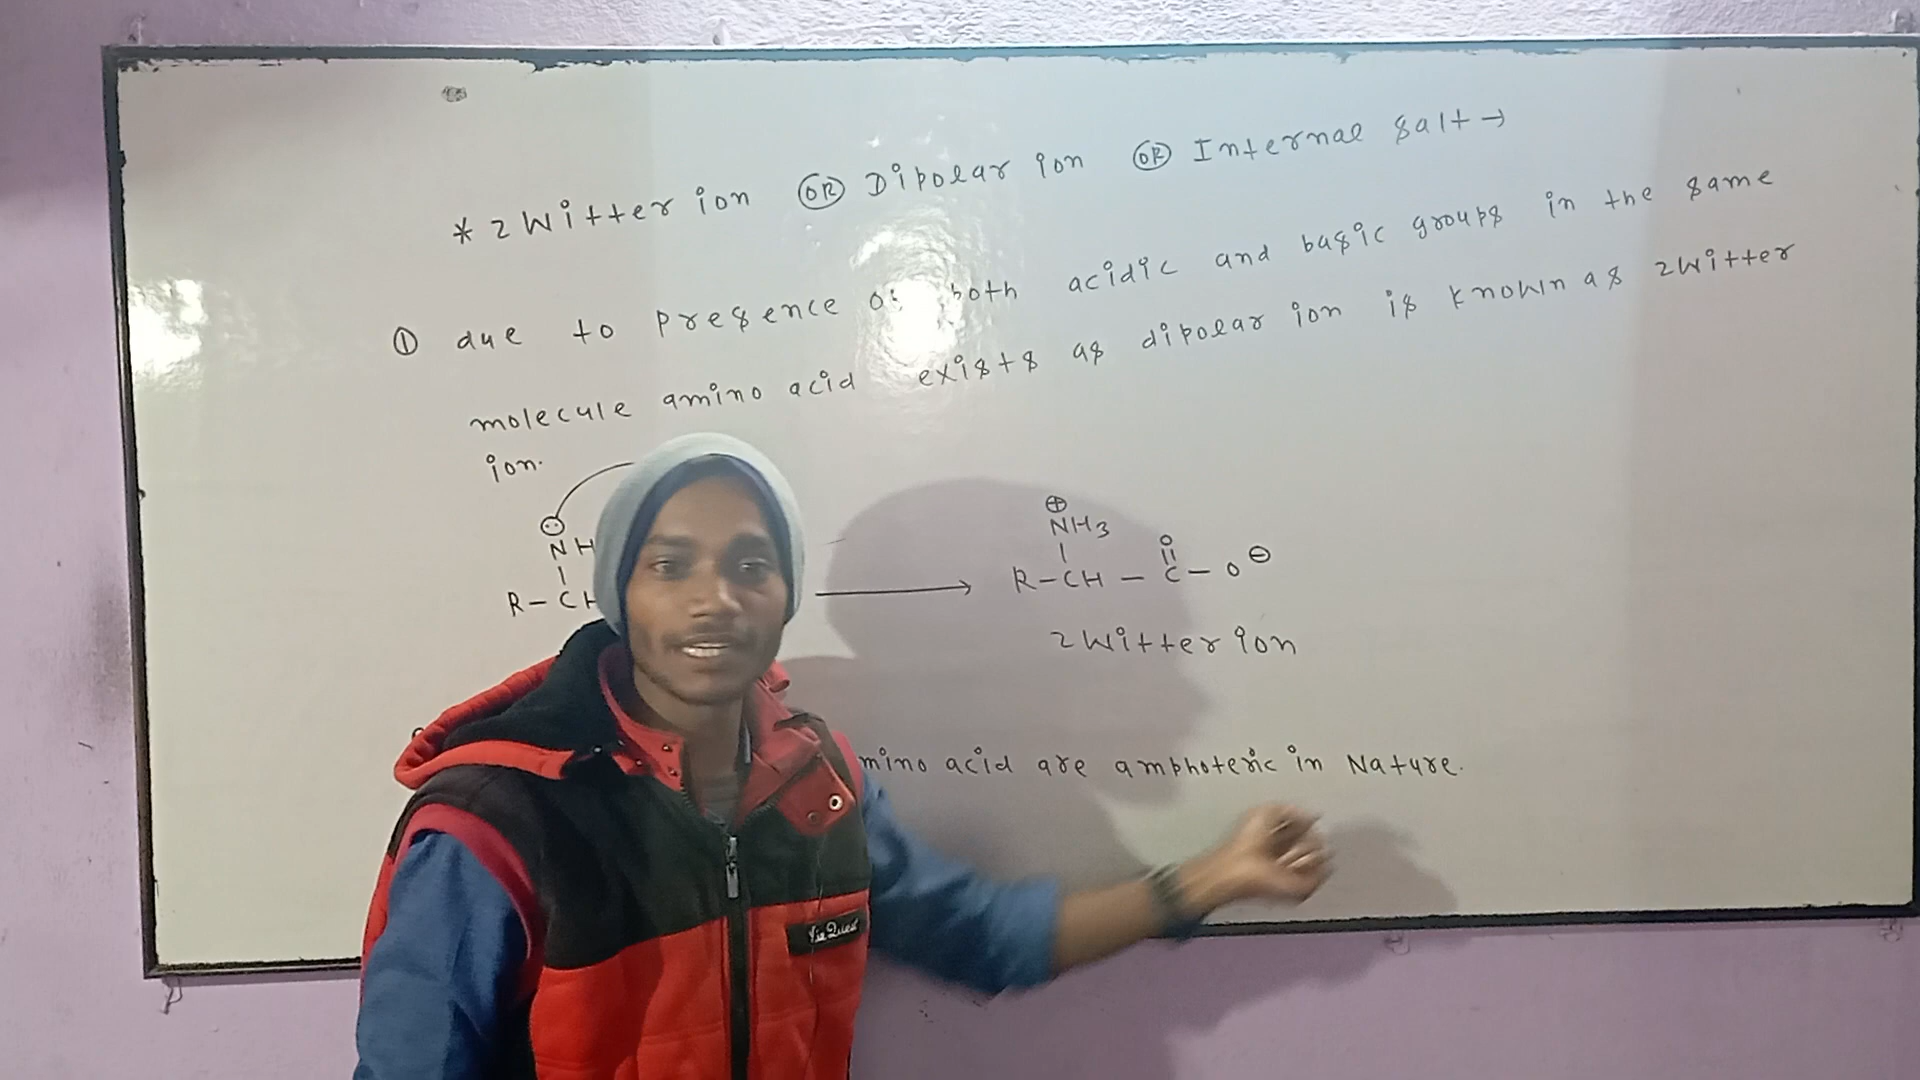 * zwitter ion OR Dipolar ion OR Internal salt →
① due to presence of both acidic and basic groups in the same
molecule amino acid exists as dipolar ion is known as zwitter
ion.
NH
R-CH
⊕
NH3
R-CH-C-O⊖
O
zwitter ion
mino acid are amphoteric in Nature.